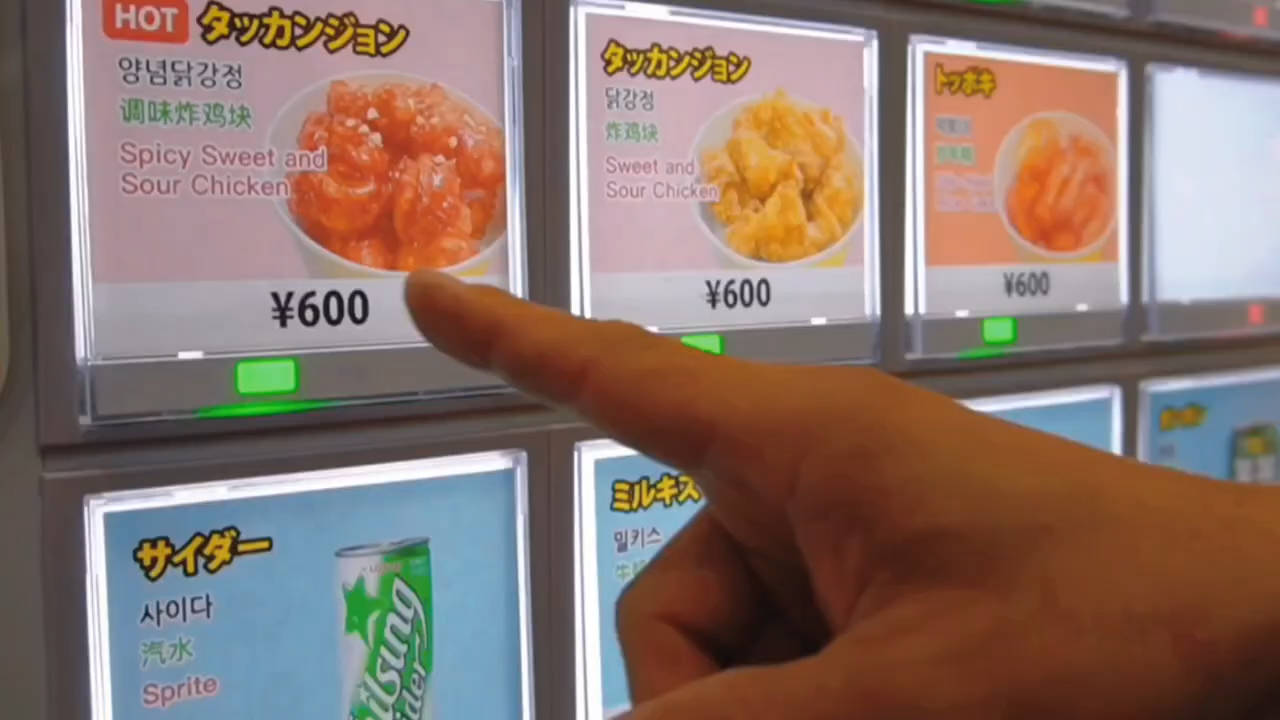 HOT タッカンジョン
양념닭강정
调味炸鸡块
Spicy Sweet and
Sour Chicken
¥600
タッカンジョン
닭강정
炸鸡块
Sweet and
Sour Chicken
¥600
トッポキ
¥600
サイダー
사이다
汽水
Sprite
ミルキス
밀키스
牛